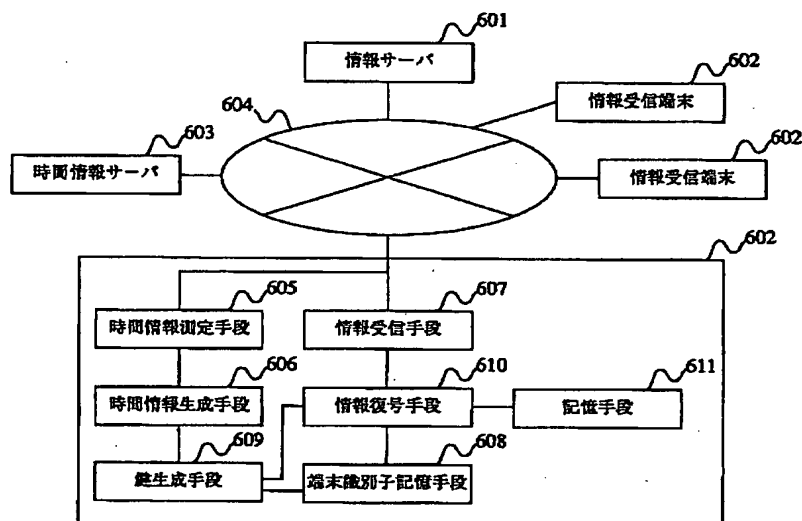 601
情報サーバ
602
情報受信端末
604
603
時間情報サーバ
602
情報受信端末
602
605
時間情報測定手段
607
情報受信手段
606
時間情報生成手段
610
情報復号手段
611
記憶手段
609
鍵生成手段
608
端末識別子記憶手段